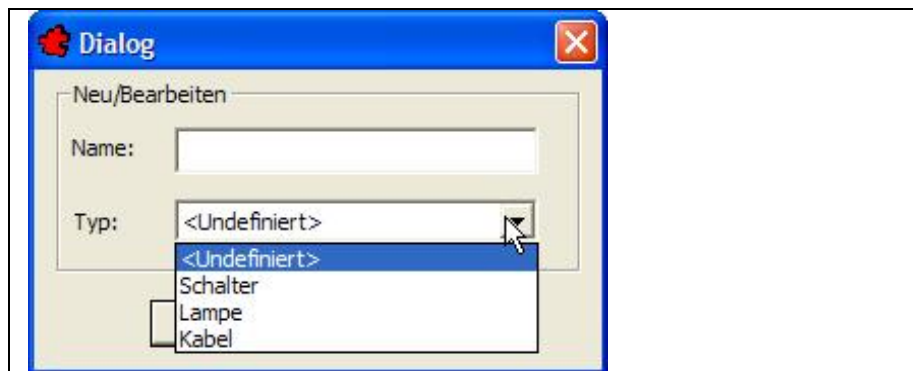 Dialog
Neu/Bearbeiten
Name:
Typ: <Undefiniert>
<Undefiniert>
Schalter
Lampe
Kabel